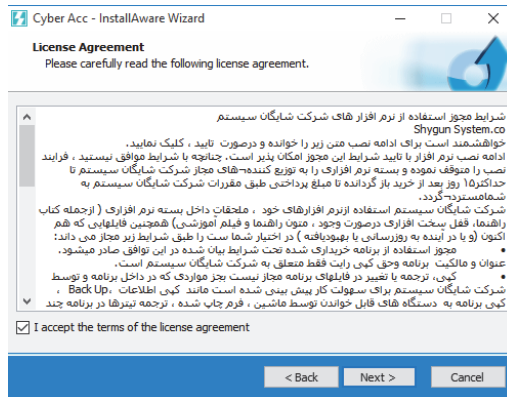 Cyber Acc - InstallAware Wizard
License Agreement
Please carefully read the following license agreement.
شرایط مجوز استفاده از نرم افزار های شرکت شایگان سیستم
Shygun System.co
خواهشمند است برای ادامه نصب متن زیر را خوانده و درصورت تایید ، کلیک نمایید.
ادامه نصب نرم افزار با تایید شرایط این مجوز امکان پذیر است. چنانچه با شرایط موافق نیستید ، فرایند
نصب را متوقف نموده و بسته نرم افزاری را به توزیع کننده¬های مجاز شرکت شایگان سیستم تا
حداکثر۱۵ روز بعد از خرید باز گردانده تا مبلغ پرداختی طبق مقررات شرکت شایگان سیستم به
شمامسترد¬گردد.
شرکت شایگان سیستم استفاده ازنرم افزارهای خود ، ملحقات داخل بسته نرم افزاری ( ازجمله کتاب
راهنما، قفل سخت افزاری درصورت وجود ، متون راهنما و فیلم آموزشی) همچنین فایلهایی که هم
اکنون (و یا در آینده به روزرسانی یا بهبودیافته ) در اختیار شما ست را طبق شرایط زیر مجاز می داند:
• مجوز استفاده از برنامه خریداری شده تحت شرایط بیان شده در این توافق صادر میشود.
عنوان و مالکیت برنامه وحق کپی رایت فقط متعلق به شرکت شایگان سیستم است.
• کپی، ترجمه یا تغییر در فایلهای برنامه مجاز نیست بجز مواردی که در داخل برنامه و توسط
شرکت شایگان سیستم برای سهولت کار پیش بینی شده است مانند کپی اطلاعات ،Back Up ،
کپی برنامه به دستگاه های قابل خواندن توسط ماشین ، فرم چاپ شده ، ترجمه تیترها در برنامه چند
I accept the terms of the license agreement
< Back Next > Cancel